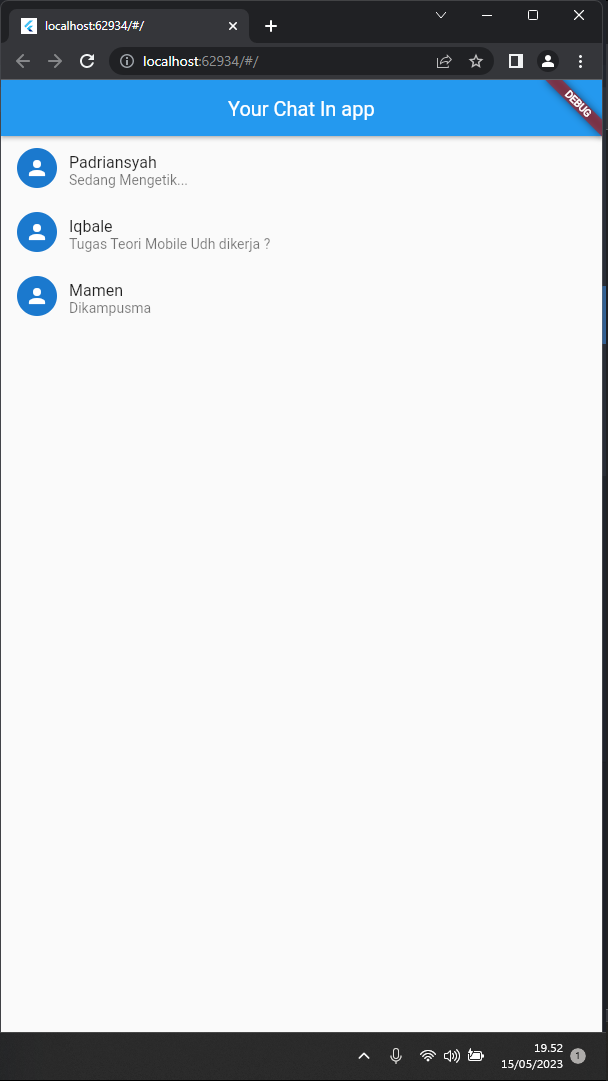 localhost:62934/#/
localhost:62934/#/
Your Chat In app
DEBUG
Padriansyah
Sedang Mengetik...
Iqbale
Tugas Teori Mobile Udh dikerja ?
Mamen
Dikampusma
19.52
15/05/2023
1